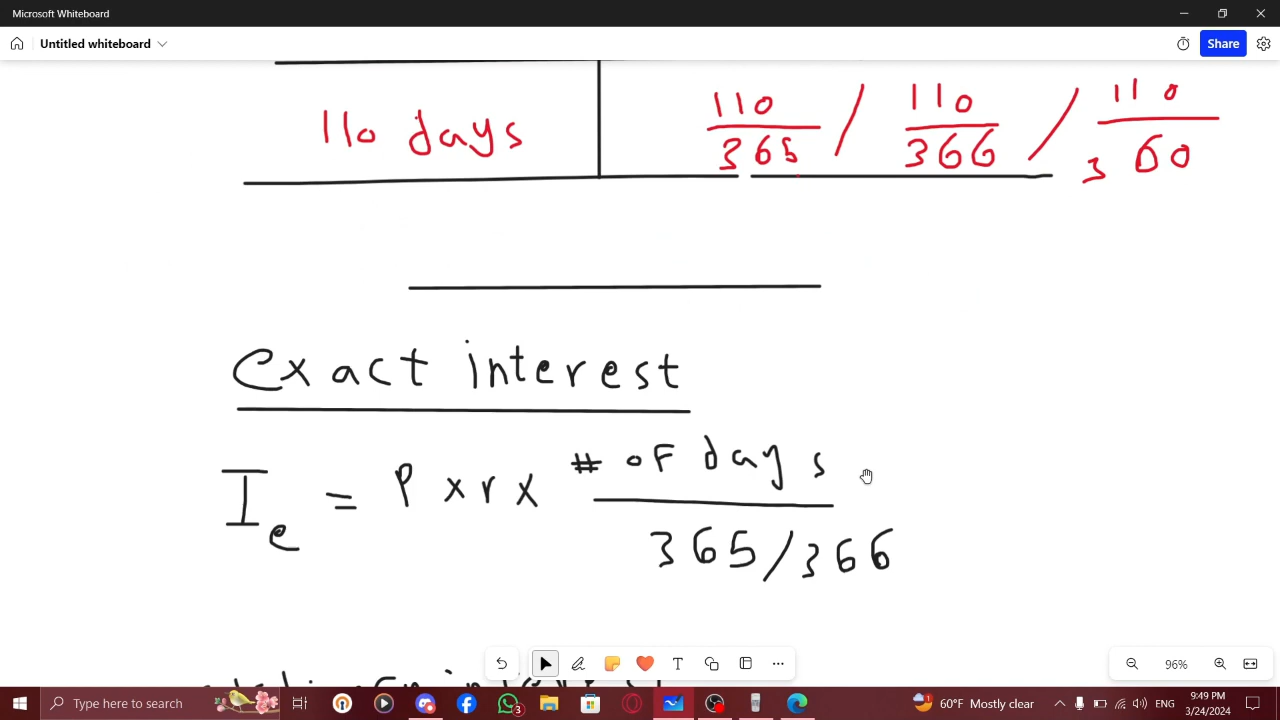 Microsoft Whiteboard
Untitled whiteboard
Share
110 days
110/365 / 110/366 / 110/360
exact interest
Ie = P x r x # of days
365/366
96%
Type here to search
3
60°F Mostly clear
ENG
9:49 PM
3/24/2024